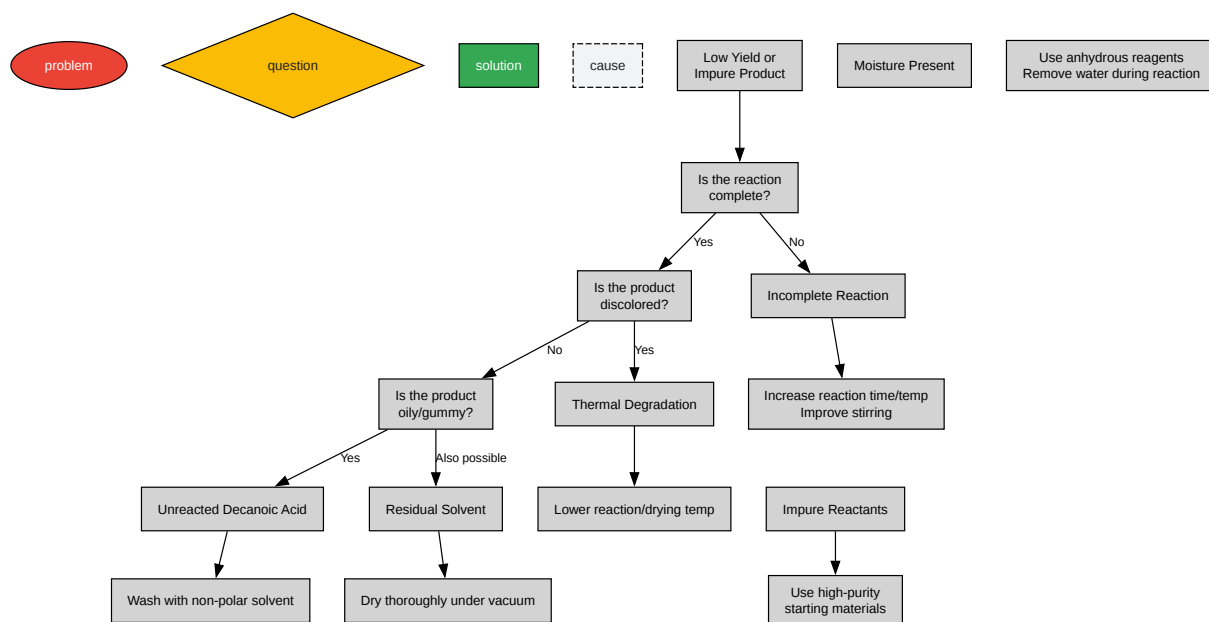 problem
question
solution
cause
Low Yield or
Impure Product
Moisture Present
Use anhydrous reagents
Remove water during reaction
Is the reaction
complete?
Yes
No
Is the product
discolored?
Incomplete Reaction
No
Yes
Is the product
oily/gummy?
Thermal Degradation
Increase reaction time/temp
Improve stirring
Yes
Also possible
Unreacted Decanoic Acid
Residual Solvent
Lower reaction/drying temp
Impure Reactants
Wash with non-polar solvent
Dry thoroughly under vacuum
Use high-purity
starting materials